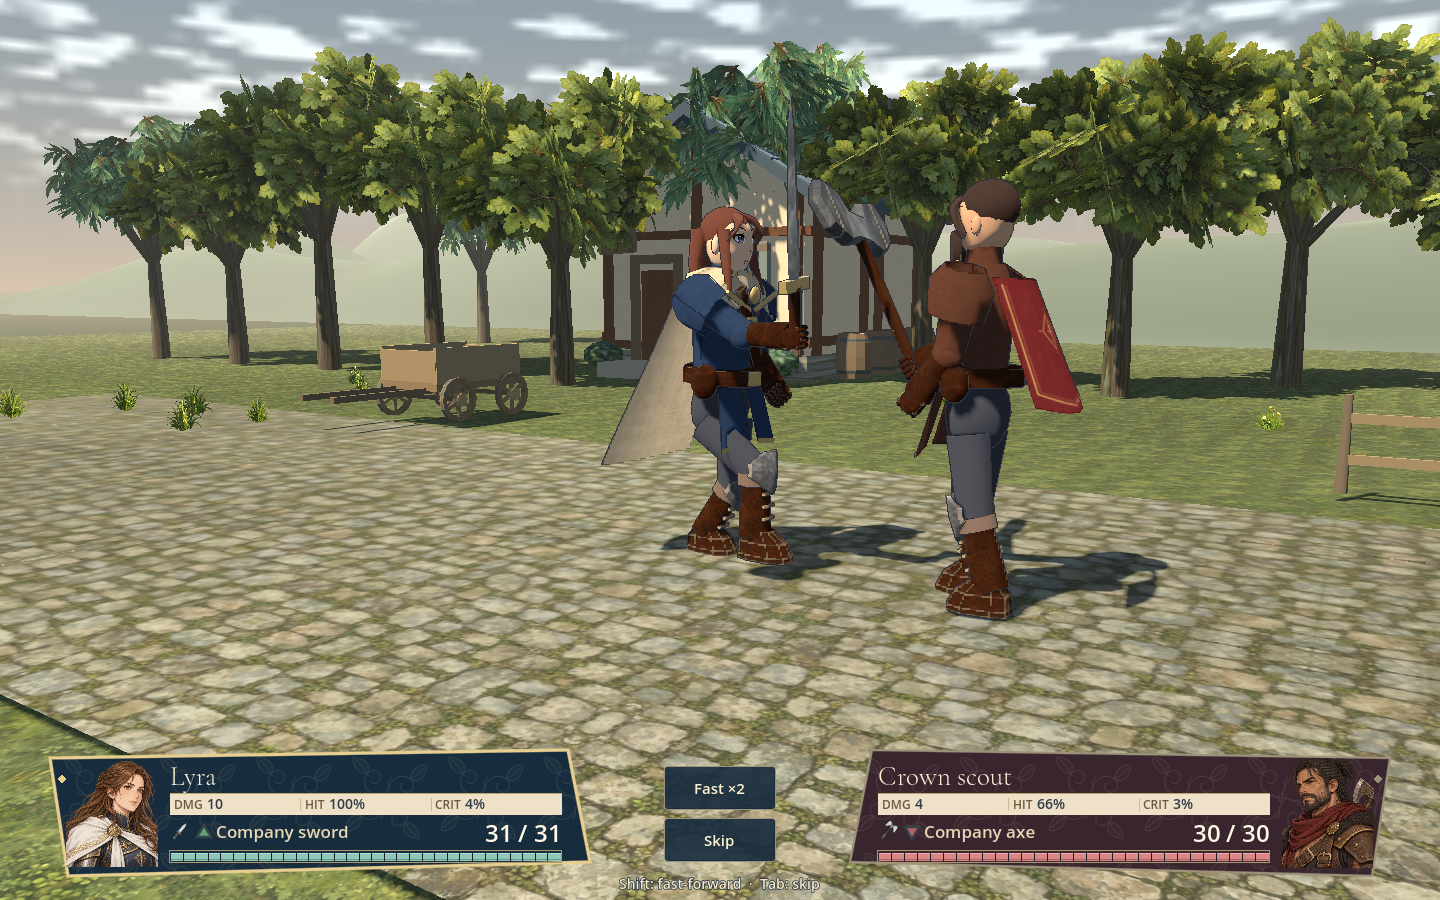 Lyra
DMG 10 HIT 100% CRIT 4%
Company sword 31 / 31
Fast ×2
Skip
Crown scout
DMG 4 HIT 66% CRIT 3%
Company axe 30 / 30
Shift: fast-forward · Tab: skip